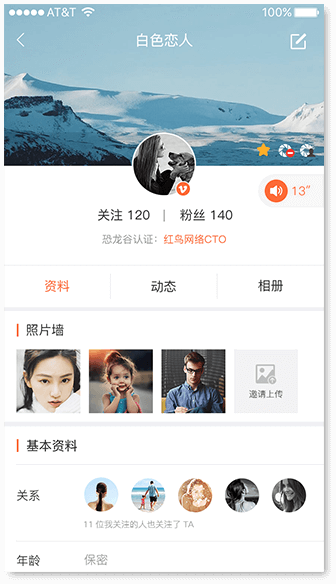 AT&T 100%
白色恋人
13"
关注 120 | 粉丝 140
恐龙谷认证：红鸟网络CTO
资料 动态 相册
照片墙
邀请上传
基本资料
关系
11 位我关注的人也关注了 TA
年龄 保密